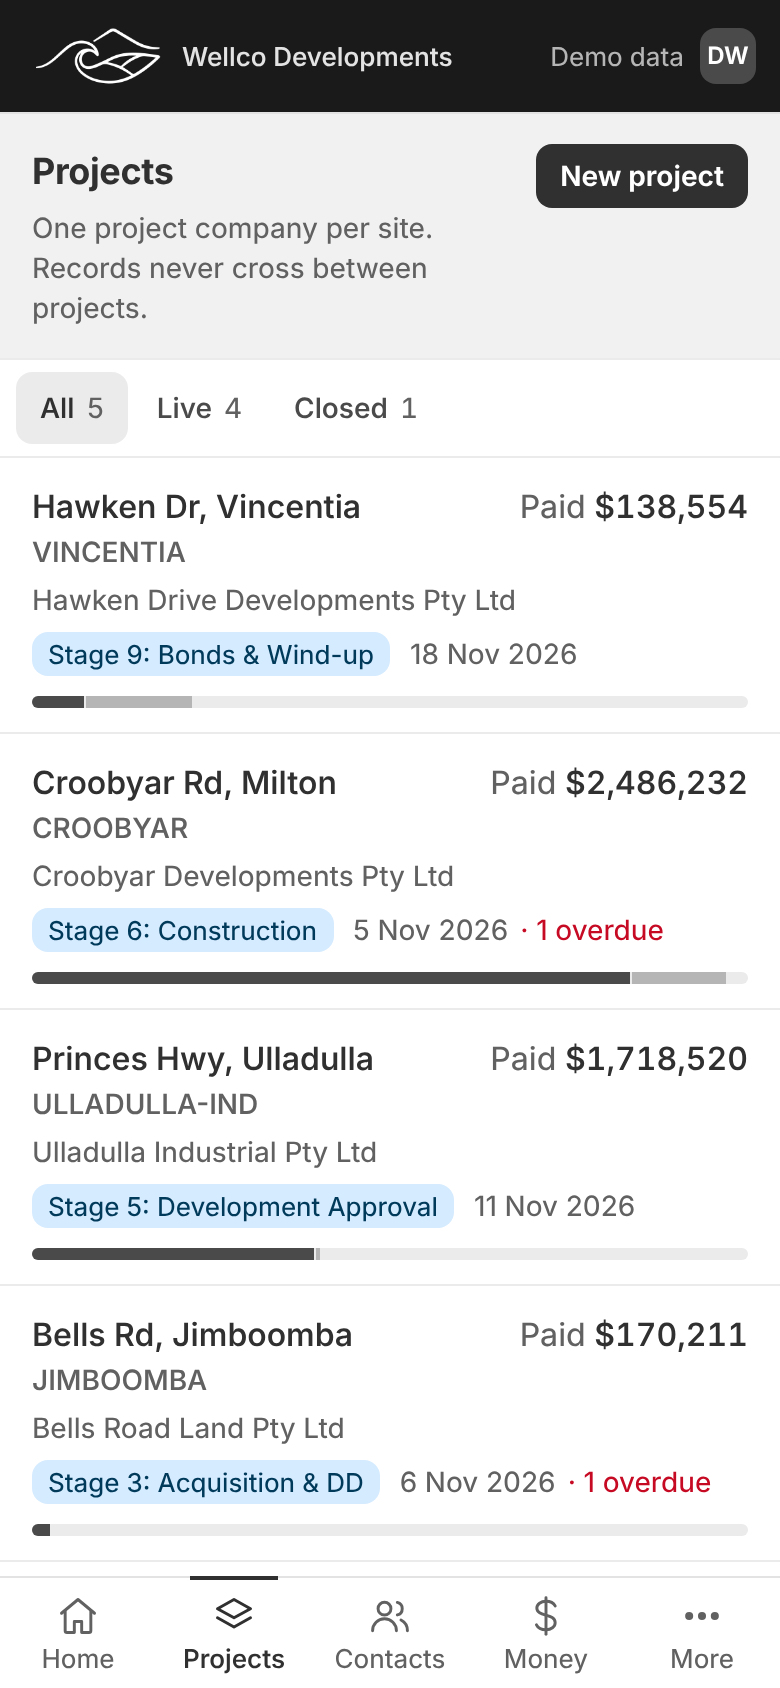 Wellco Developments
Demo data
DW
Projects
New project
One project company per site.
Records never cross between
projects.
All 5
Live 4
Closed 1
Hawken Dr, Vincentia
Paid $138,554
VINCENTIA
Hawken Drive Developments Pty Ltd
Stage 9: Bonds & Wind-up
18 Nov 2026
Croobyar Rd, Milton
Paid $2,486,232
CROOBYAR
Croobyar Developments Pty Ltd
Stage 6: Construction
5 Nov 2026 · 1 overdue
Princes Hwy, Ulladulla
Paid $1,718,520
ULLADULLA-IND
Ulladulla Industrial Pty Ltd
Stage 5: Development Approval
11 Nov 2026
Bells Rd, Jimboomba
Paid $170,211
JIMBOOMBA
Bells Road Land Pty Ltd
Stage 3: Acquisition & DD
6 Nov 2026 · 1 overdue
Home
Projects
Contacts
Money
More